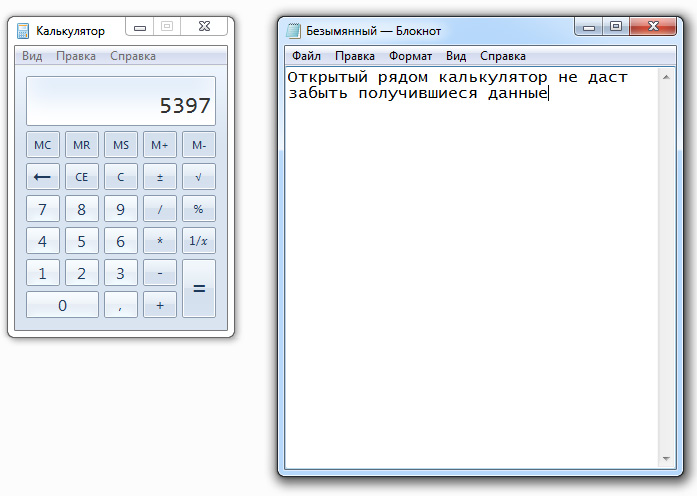 Калькулятор
Вид Правка Справка
5397
MC MR MS M+ M-
← CE C ± √
7 8 9 / %
4 5 6 * 1/x
1 2 3 - =
0 , +
Безымянный — Блокнот
Файл Правка Формат Вид Справка
Открытый рядом калькулятор не даст
забыть получившиеся данные